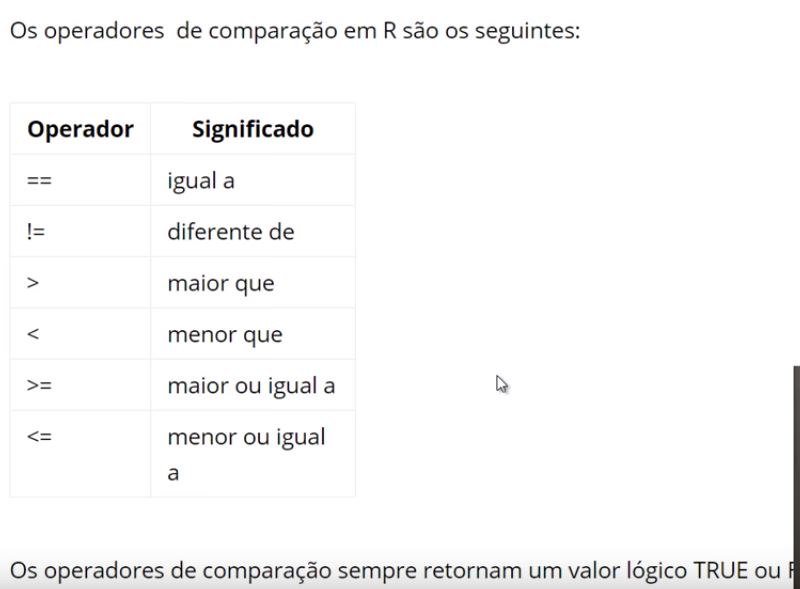 Os operadores  de comparação em R são os seguintes:
Operador Significado
== igual a
!= diferente de
> maior que
< menor que
>= maior ou igual a
<= menor ou igual
a
Os operadores de comparação sempre retornam um valor lógico TRUE ou